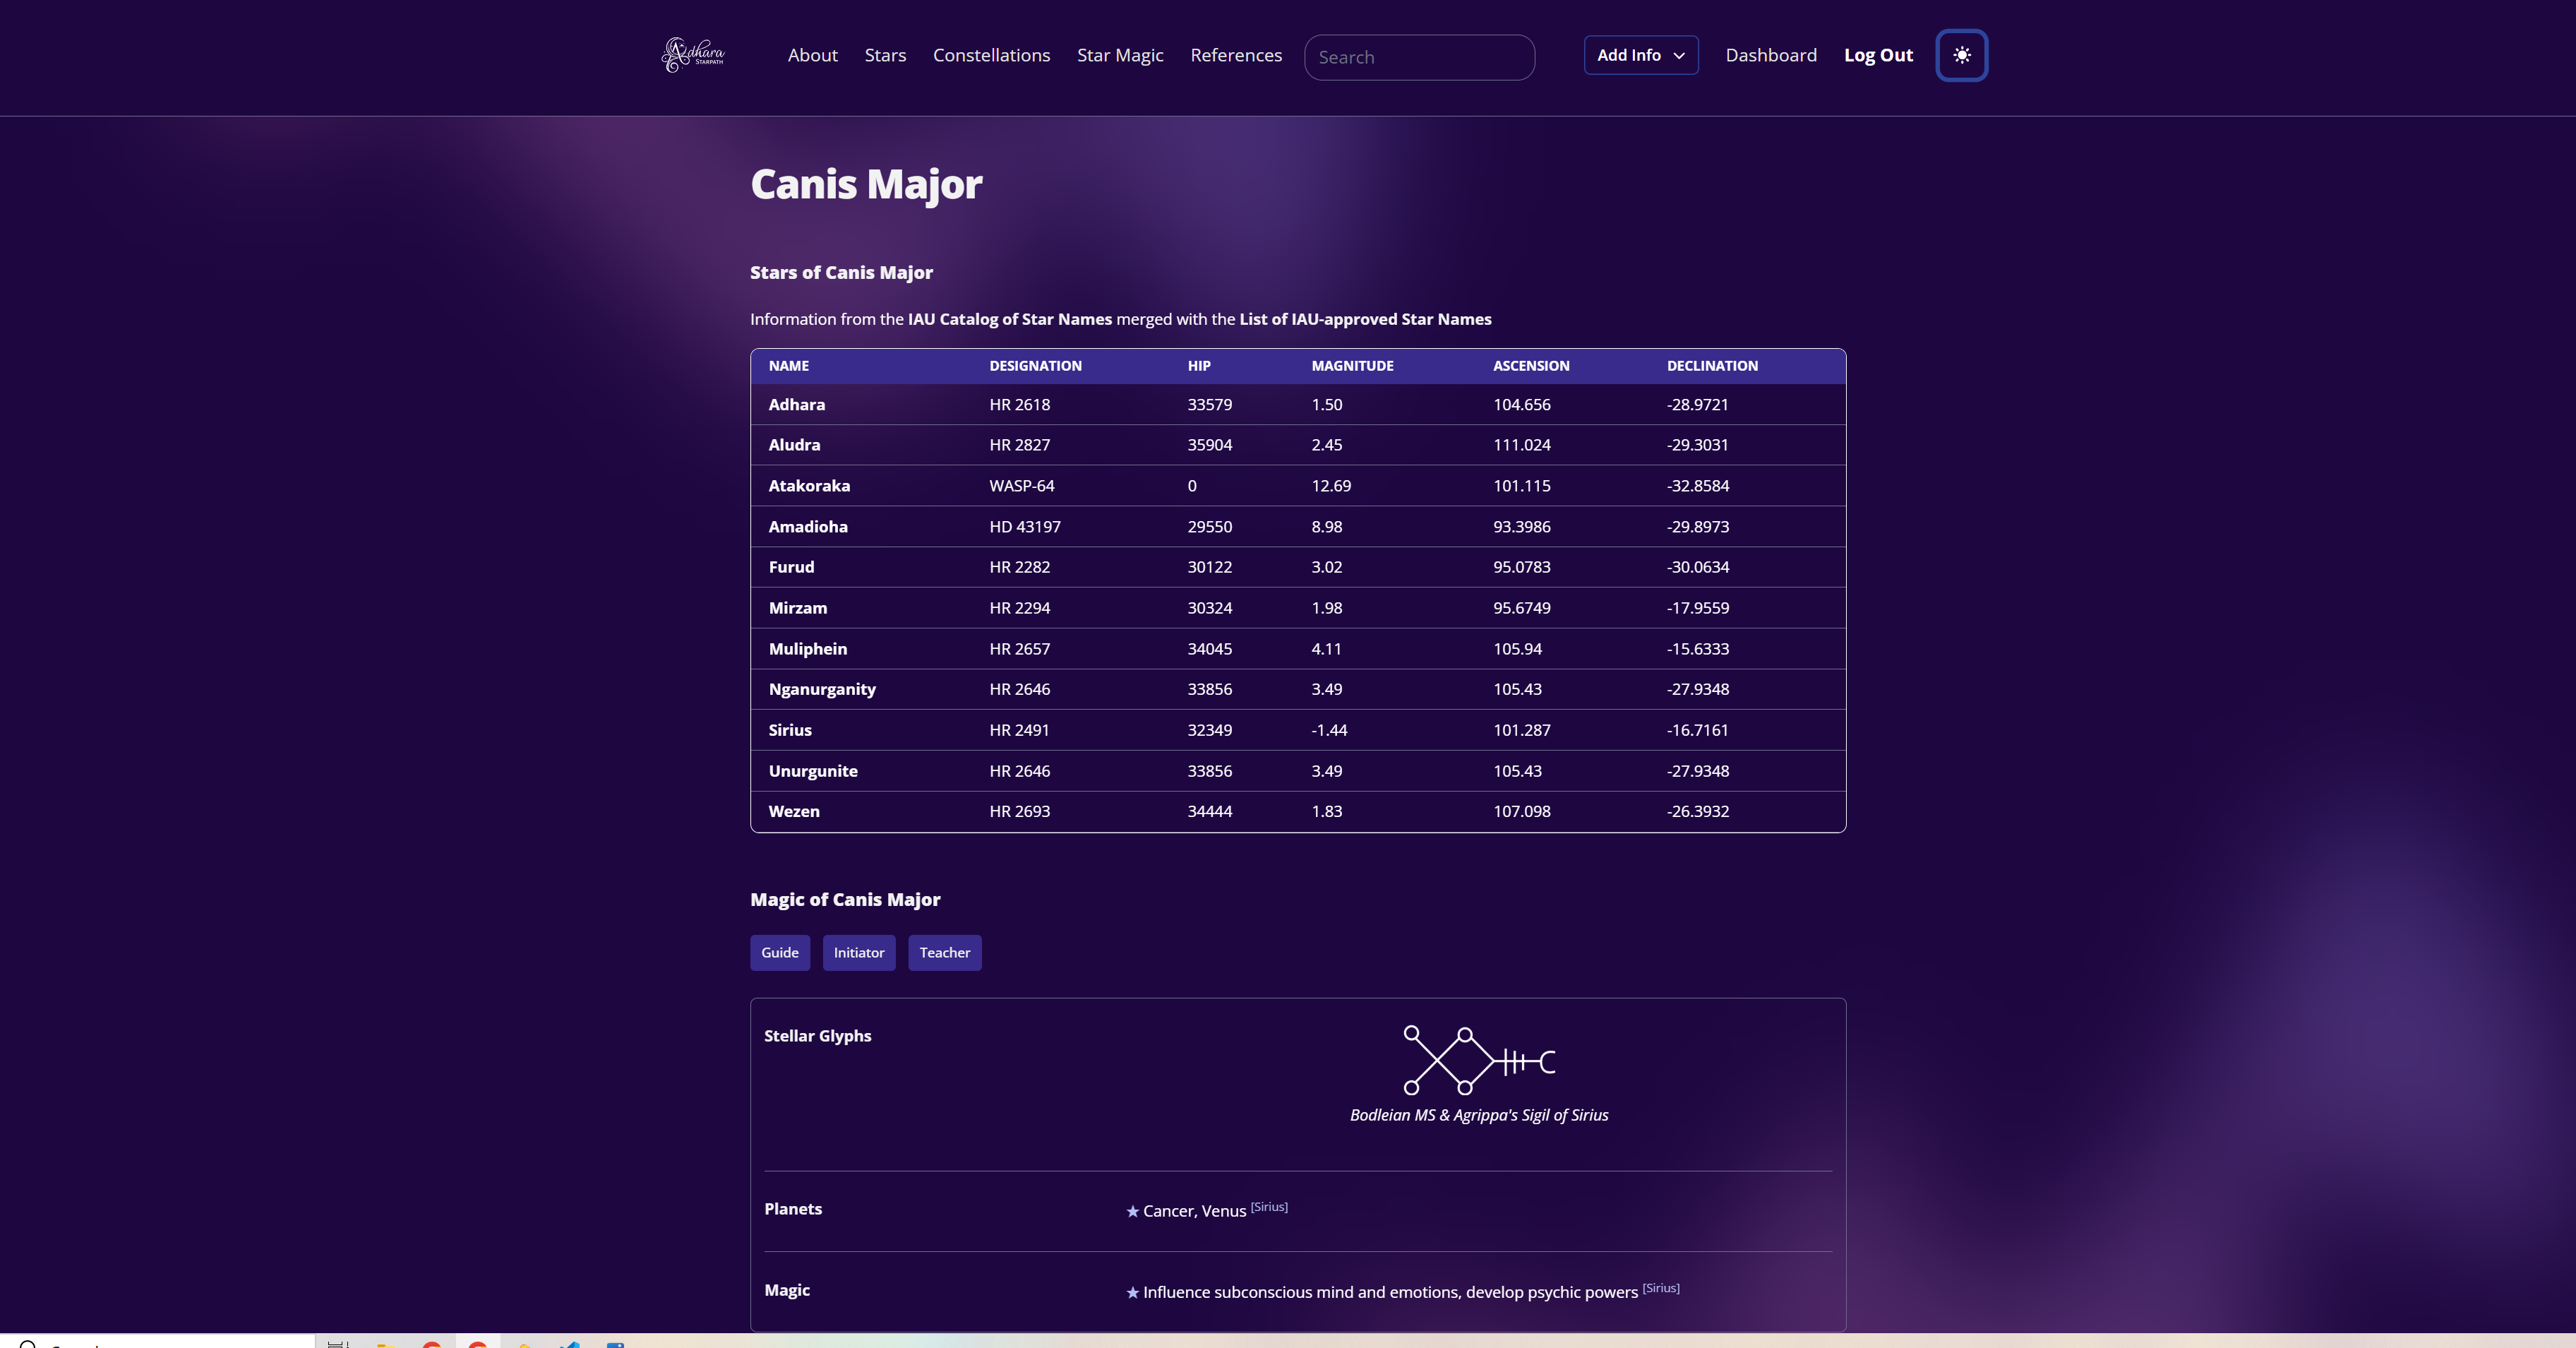 Adhara
STARPATH
About Stars Constellations Star Magic References Search Add Info Dashboard Log Out
Canis Major
Stars of Canis Major
Information from the IAU Catalog of Star Names merged with the List of IAU-approved Star Names
NAME DESIGNATION HIP MAGNITUDE ASCENSION DECLINATION
Adhara HR 2618 33579 1.50 104.656 -28.9721
Aludra HR 2827 35904 2.45 111.024 -29.3031
Atakoraka WASP-64 0 12.69 101.115 -32.8584
Amadioha HD 43197 29550 8.98 93.3986 -29.8973
Furud HR 2282 30122 3.02 95.0783 -30.0634
Mirzam HR 2294 30324 1.98 95.6749 -17.9559
Muliphein HR 2657 34045 4.11 105.94 -15.6333
Nganurganity HR 2646 33856 3.49 105.43 -27.9348
Sirius HR 2491 32349 -1.44 101.287 -16.7161
Unurgunite HR 2646 33856 3.49 105.43 -27.9348
Wezen HR 2693 34444 1.83 107.098 -26.3932
Magic of Canis Major
Guide Initiator Teacher
Stellar Glyphs
Bodleian MS & Agrippa's Sigil of Sirius
Planets ★ Cancer, Venus [Sirius]
Magic ★ Influence subconscious mind and emotions, develop psychic powers [Sirius]